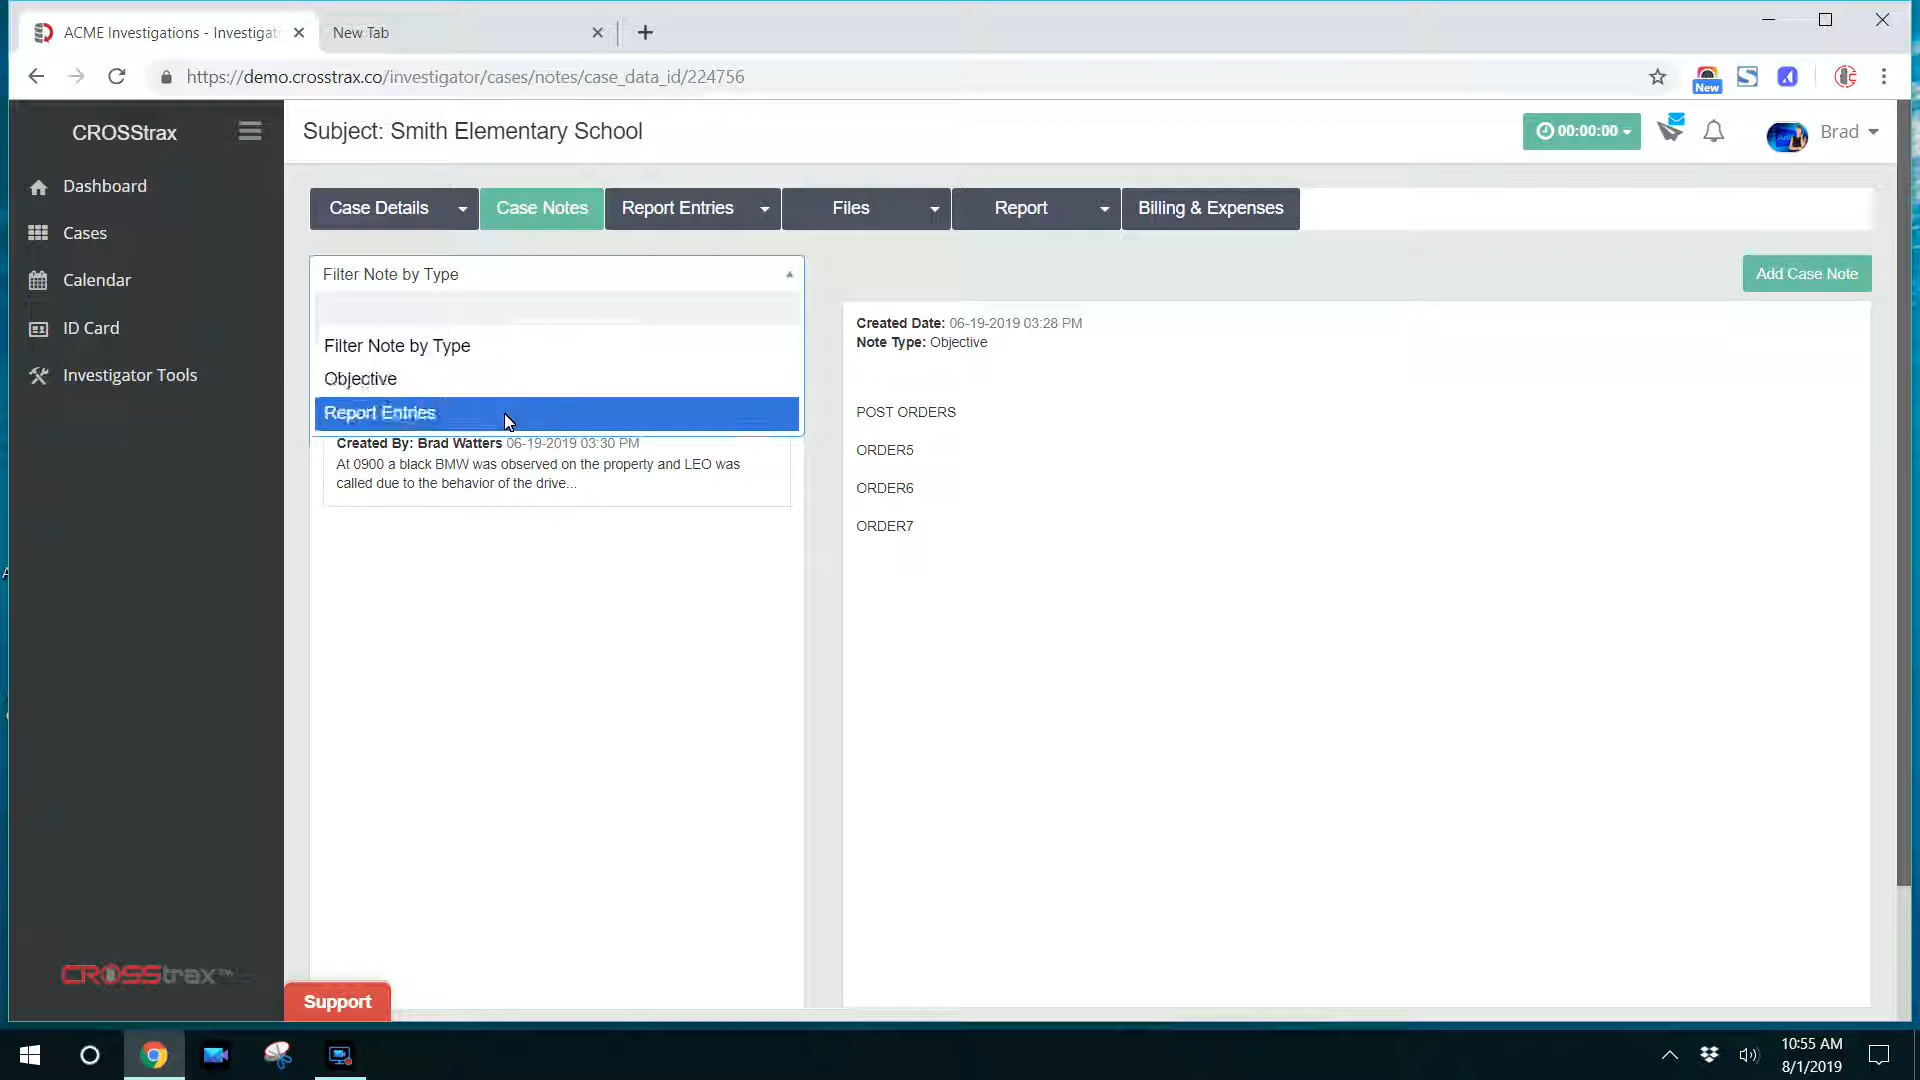 ACME Investigations - Investigat
New Tab
https://demo.crosstrax.co/investigator/cases/notes/case_data_id/224756
New
CROSStrax
Subject: Smith Elementary School
00:00:00
Brad
Dashboard
Cases
Calendar
ID Card
Investigator Tools
Case Details
Case Notes
Report Entries
Files
Report
Billing & Expenses
Filter Note by Type
Add Case Note
Filter Note by Type
Objective
Report Entries
Created By: Brad Watters 06-19-2019 03:30 PM
At 0900 a black BMW was observed on the property and LEO was
called due to the behavior of the drive...
Created Date: 06-19-2019 03:28 PM
Note Type: Objective
POST ORDERS
ORDER5
ORDER6
ORDER7
CROSStrax™
Support
10:55 AM
8/1/2019